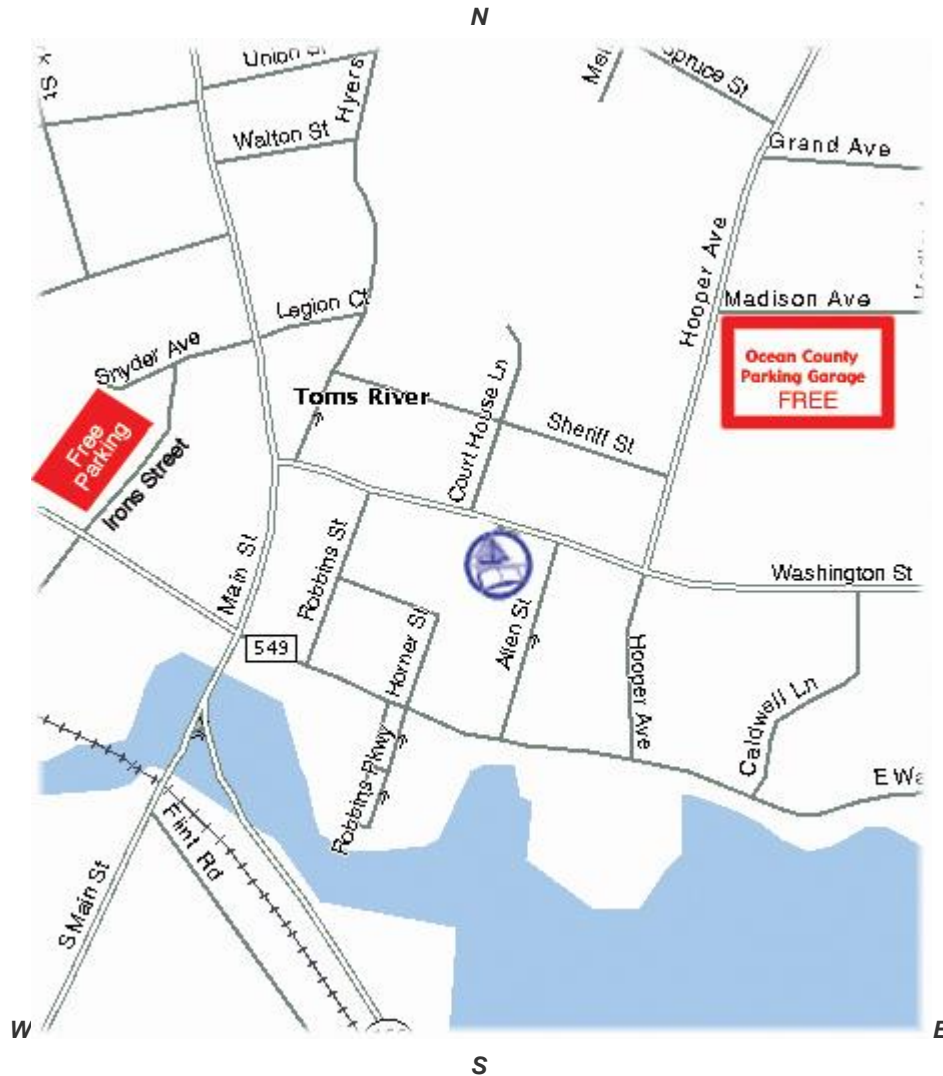 N
k St
Union St
Hyers
Walton St
Spruce St
Grand Ave
Hooper Ave
Madison Ave
Legion Ct
Snyder Ave
Ocean County
Parking Garage
FREE
Toms River
Court House Ln
Sheriff St
Free
Parking
Irons Street
Main St
Robbins St
Washington St
549
Horner St
Allen St
Hooper Ave
Caldwell Ln
Robbins Pkwy
E Wa
Flint Rd
S Main St
W
E
S